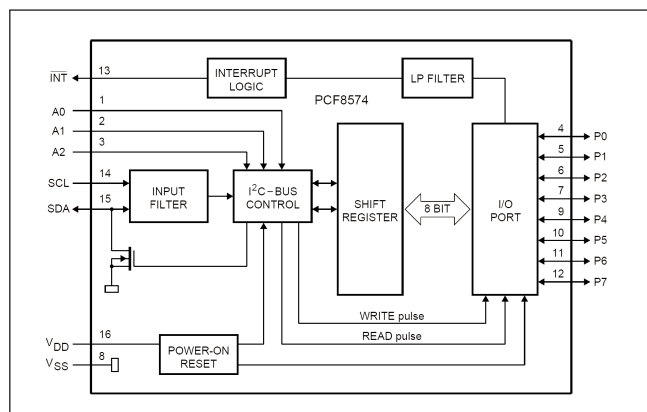 13
INT
INTERRUPT
LOGIC
LP FILTER
PCF8574
1
A0
2
A1
3
A2
14
SCL
15
SDA
INPUT
FILTER
I²C-BUS
CONTROL
SHIFT
REGISTER
8 BIT
I/O
PORT
4 P0
5 P1
6 P2
7 P3
9 P4
10 P5
11 P6
12 P7
WRITE pulse
READ pulse
16
VDD
8
VSS
POWER-ON
RESET